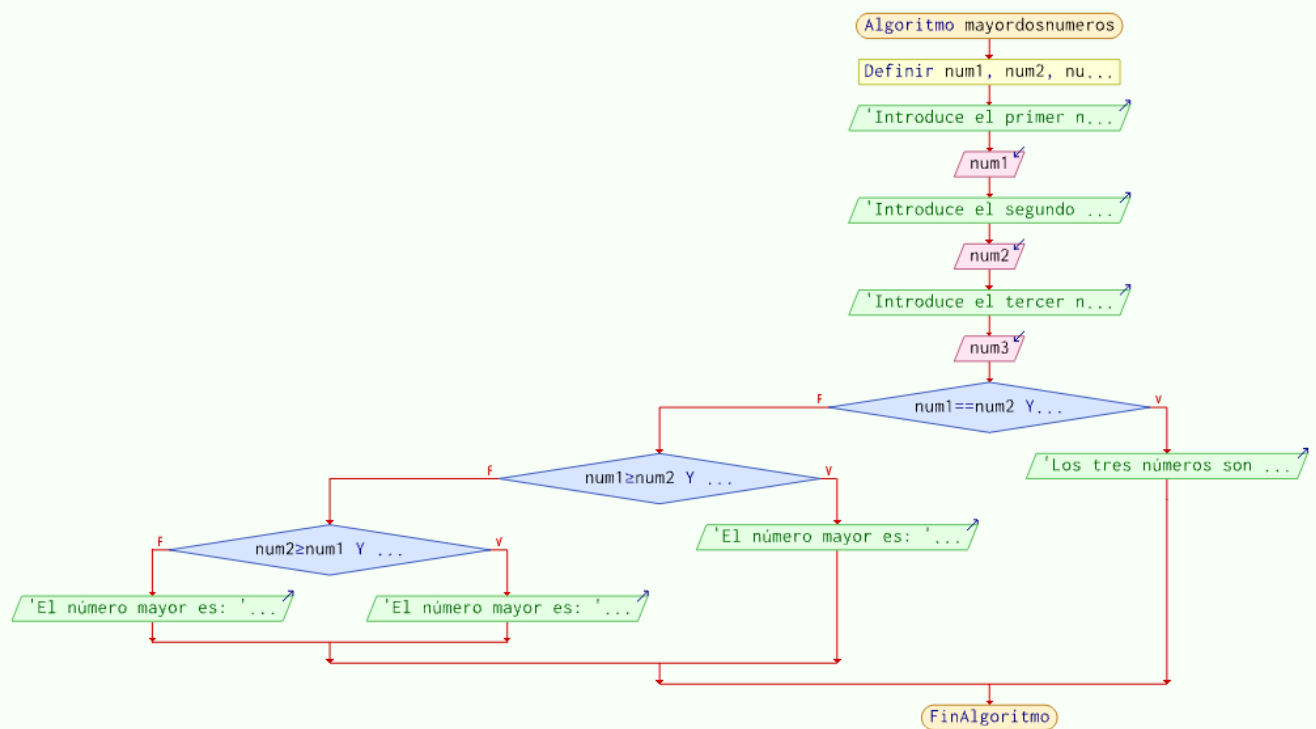 Algoritmo mayordosnumeros
Definir num1, num2, nu...
'Introduce el primer n...
num1
'Introduce el segundo ...
num2
'Introduce el tercer n...
num3
num1==num2 Y...
F
V
'Los tres números son ...
num1≥num2 Y ...
F
V
'El número mayor es: '...
num2≥num1 Y ...
F
V
'El número mayor es: '...
'El número mayor es: '...
FinAlgoritmo